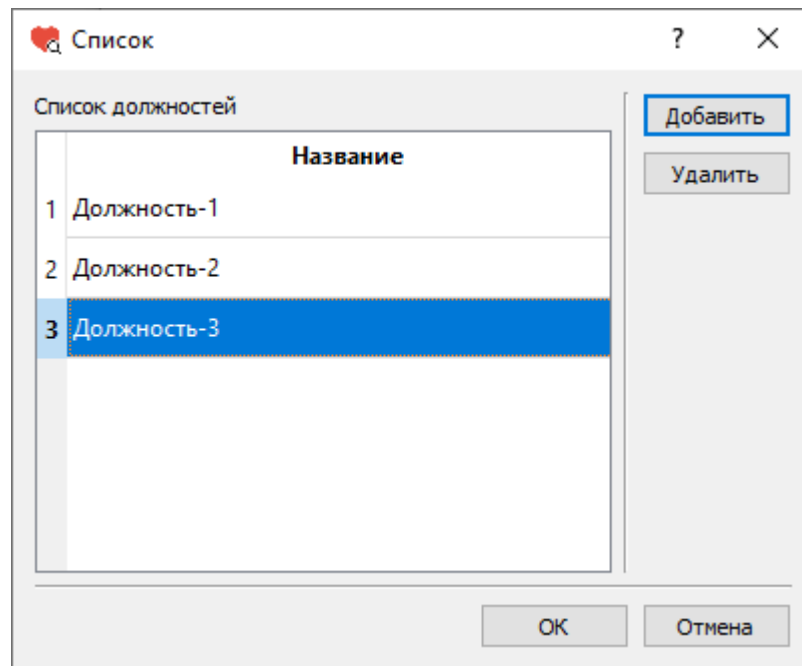 Список ?
Список должностей
Добавить
Удалить
Название
1 Должность-1
2 Должность-2
3 Должность-3
OK Отмена